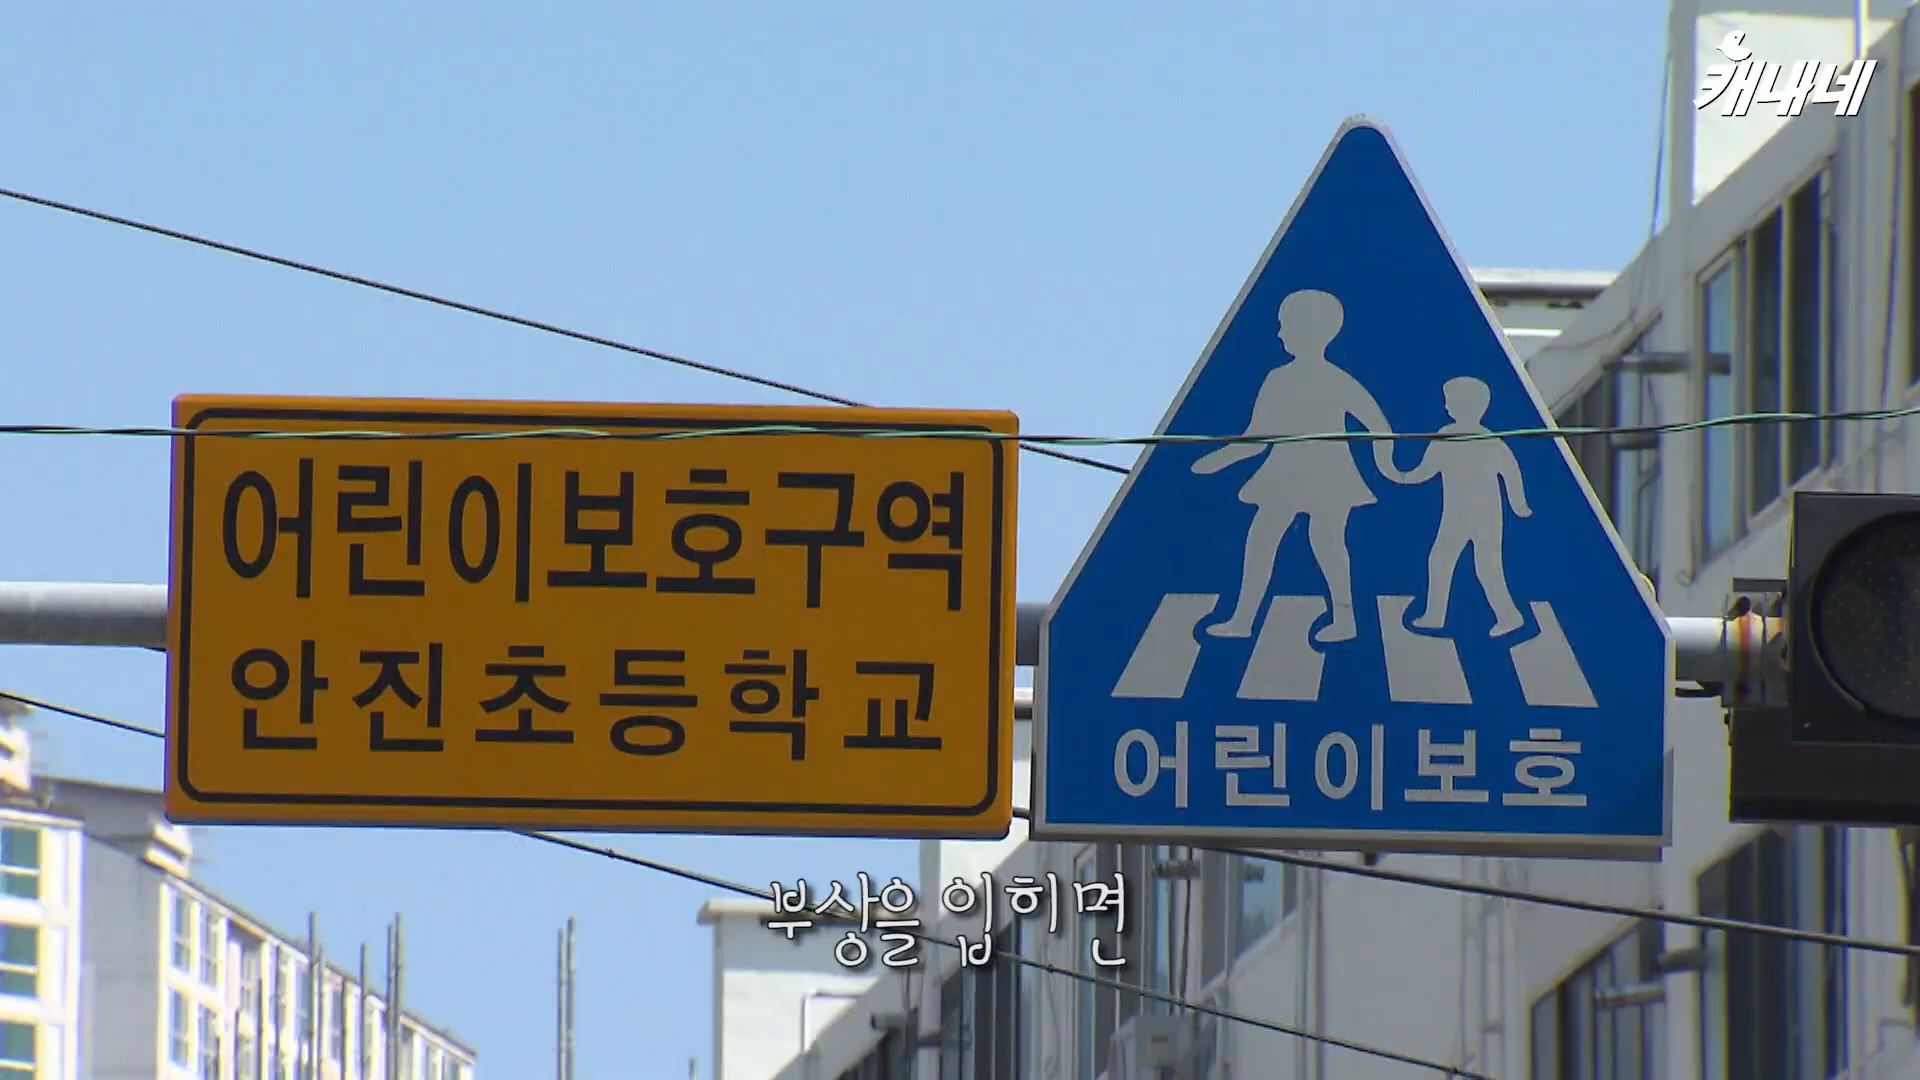 캐내네
어린이보호구역
안진초등학교
어린이보호
부상을 입히면